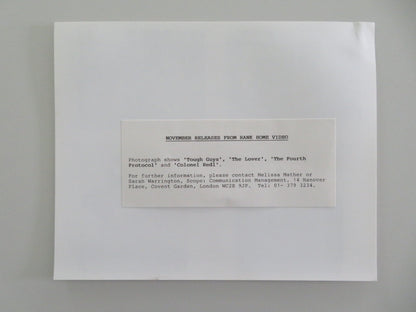 NOVEMBER RELEASES FROM RANK HOME VIDEO
Photograph shows 'Tough Guys', 'The Lover', 'The Fourth
Protocol' and 'Colonel Redl'.
For further information, please contact Melissa Mather or
Sarah Warrington, Scope: Communication Management, 14 Hanover
Place, Covent Garden, London WC2E 9JP. Tel: 01- 379 3234.